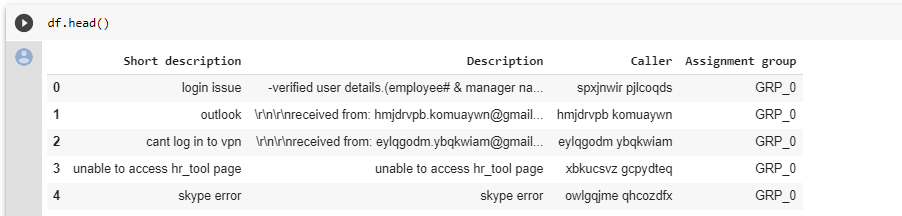 df.head()
Short description Description Caller Assignment group
0 login issue -verified user details.(employee# & manager na... spxjnwir pjlcoqds GRP_0
1 outlook \r\n\r\nreceived from: hmjdrvpb.komuaywn@gmail... hmjdrvpb komuaywn GRP_0
2 cant log in to vpn \r\n\r\nreceived from: eylqgodm.ybqkwiam@gmail... eylqgodm ybqkwiam GRP_0
3 unable to access hr_tool page unable to access hr_tool page xbkucsvz gcpydteq GRP_0
4 skype error skype error owlgqjme qhcozdfx GRP_0